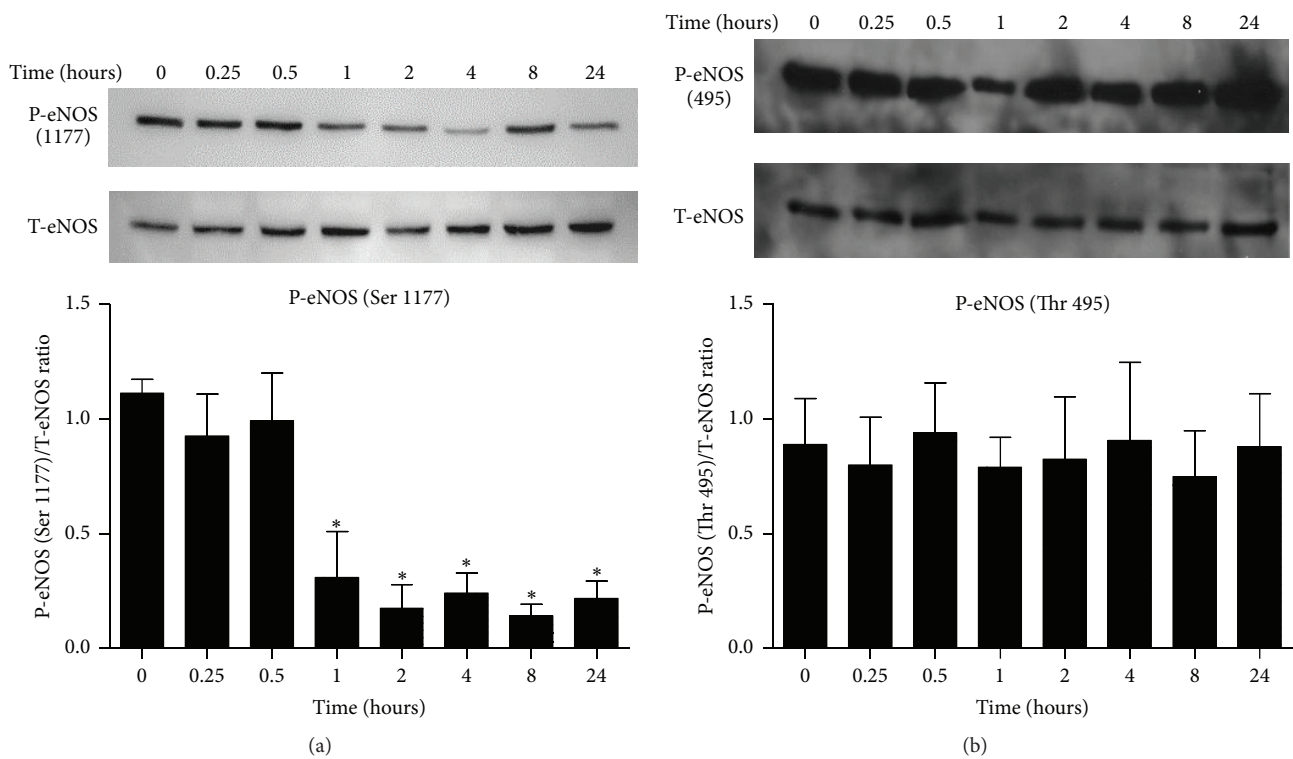 Time (hours) 0 0.25 0.5 1 2 4 8 24
P-eNOS
(1177)
T-eNOS
P-eNOS (Ser 1177)
P-eNOS (Ser 1177)/T-eNOS ratio
1.5
1.0
0.5
0.0
* * * * *
0 0.25 0.5 1 2 4 8 24
Time (hours)
(a)
Time (hours) 0 0.25 0.5 1 2 4 8 24
P-eNOS
(495)
T-eNOS
P-eNOS (Thr 495)
P-eNOS (Thr 495)/T-eNOS ratio
1.5
1.0
0.5
0.0
0 0.25 0.5 1 2 4 8 24
Time (hours)
(b)